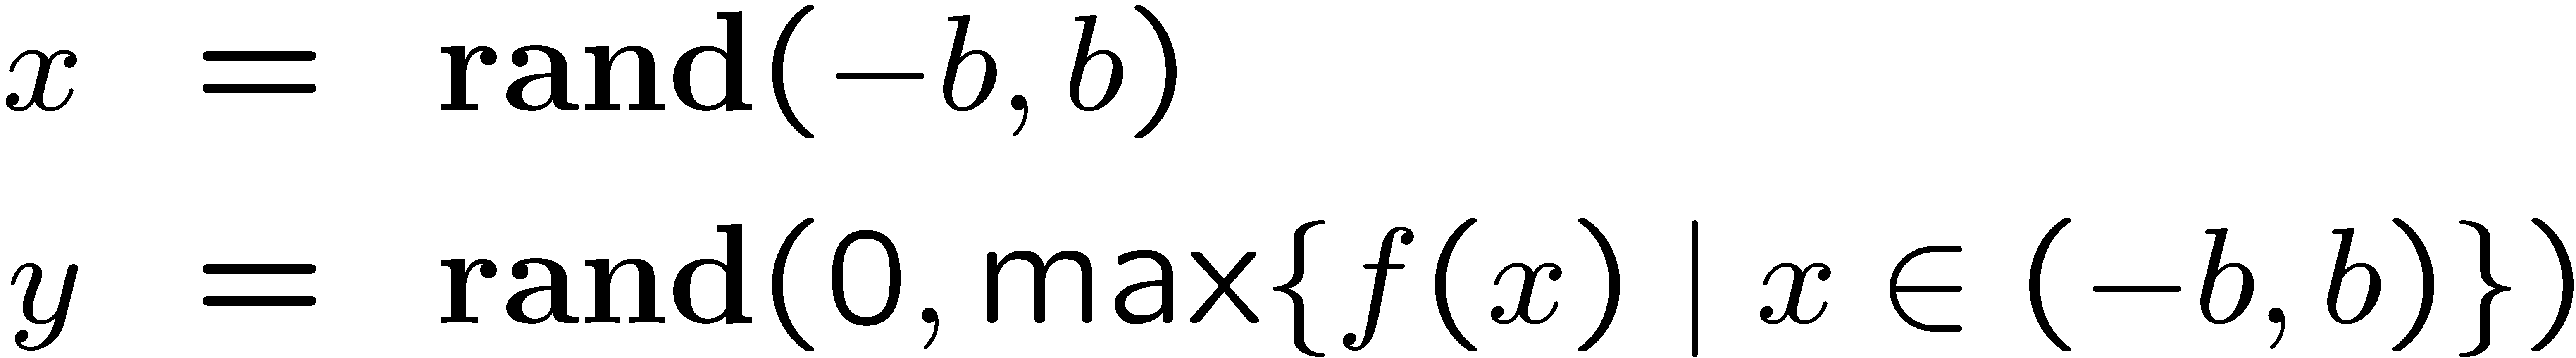 x = rand(−b, b)
y = rand(0, max{f(x) | x ∈ (−b, b)})